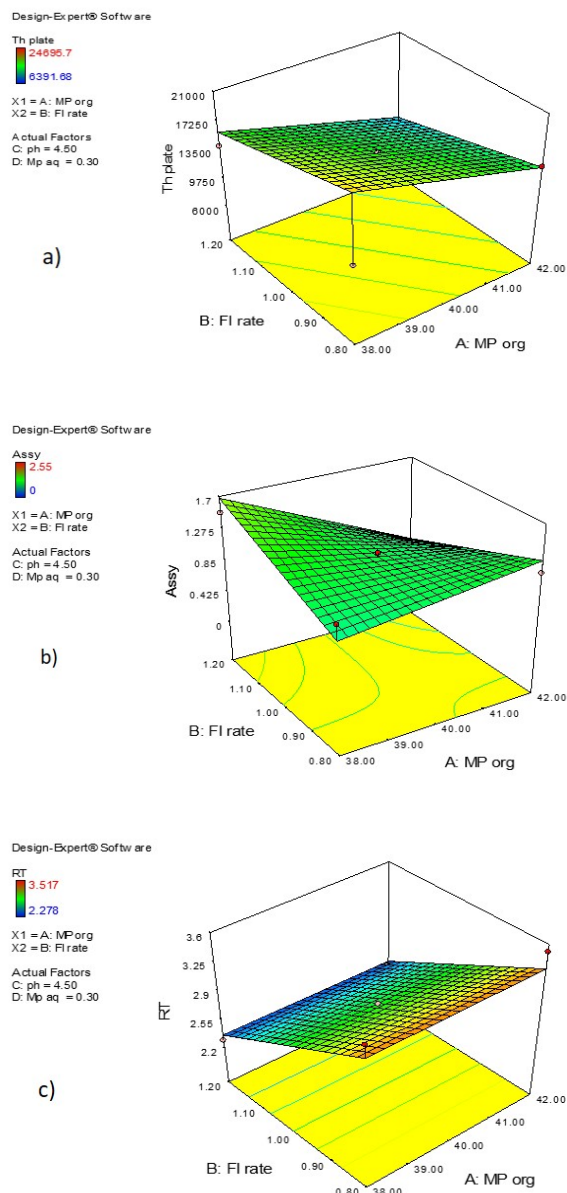 Design-Expert® Software
Th plate
24695.7
6391.68
X1 = A: MP org
X2 = B: Fl rate
Actual Factors
C: ph = 4.50
D: Mp aq = 0.30
a)
21000
17250
13500
9750
6000
Th plate
1.20
1.10
1.00
0.90
0.80
B: Fl rate
38.00
39.00
40.00
41.00
42.00
A: MP org
Design-Expert® Software
Assy
2.55
0
X1 = A: MP org
X2 = B: Fl rate
Actual Factors
C: ph = 4.50
D: Mp aq = 0.30
b)
1.7
1.275
0.85
0.425
0
Assy
1.20
1.10
1.00
0.90
0.80
B: Fl rate
38.00
39.00
40.00
41.00
42.00
A: MP org
Design-Expert® Software
RT
3.517
2.278
X1 = A: MP org
X2 = B: Fl rate
Actual Factors
C: ph = 4.50
D: Mp aq = 0.30
c)
3.6
3.25
2.9
2.55
2.2
RT
1.20
1.10
1.00
0.90
0.80
B: Fl rate
38.00
39.00
40.00
41.00
42.00
A: MP org